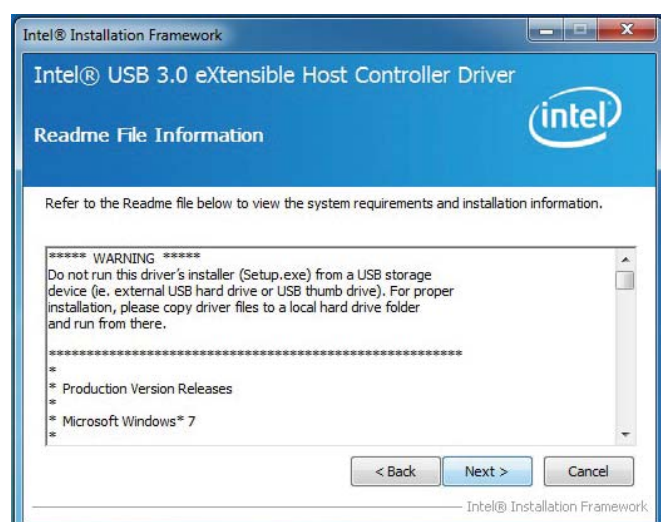 Intel® Installation Framework
Intel® USB 3.0 eXtensible Host Controller Driver
intel
Readme File Information
Refer to the Readme file below to view the system requirements and installation information.
***** WARNING *****
Do not run this driver's installer (Setup.exe) from a USB storage
device (ie. external USB hard drive or USB thumb drive). For proper
installation, please copy driver files to a local hard drive folder
and run from there.
*******************************************************
*
* Production Version Releases
*
* Microsoft Windows* 7
*
< Back
Next >
Cancel
Intel® Installation Framework